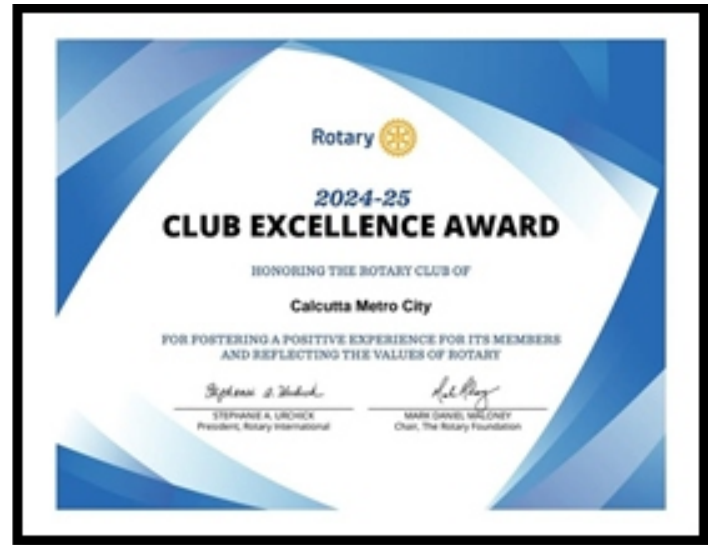 Rotary
2024-25
CLUB EXCELLENCE AWARD
HONORING THE ROTARY CLUB OF
Calcutta Metro City
FOR FOSTERING A POSITIVE EXPERIENCE FOR ITS MEMBERS
AND REFLECTING THE VALUES OF ROTARY
Stephanie A. Urchick
STEPHANIE A. URCHICK
President, Rotary International
MARK DANIEL MALONEY
Chair, The Rotary Foundation